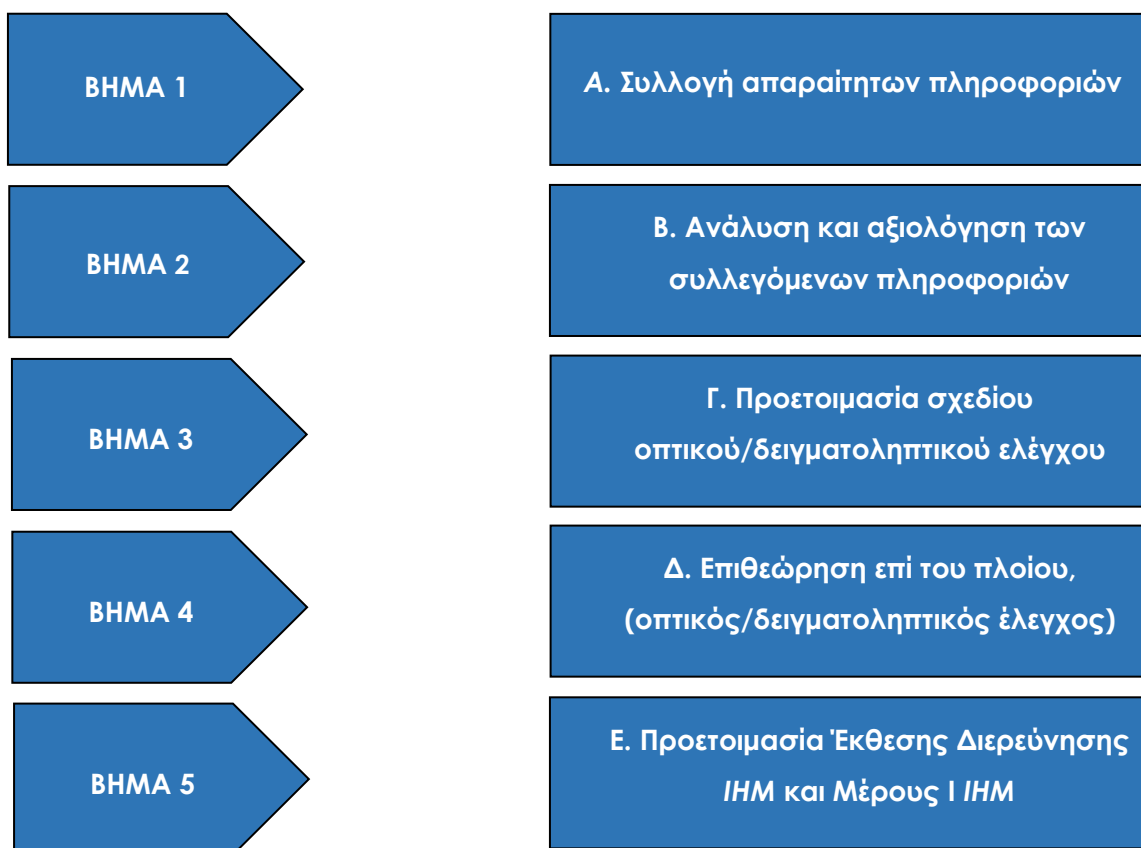 ΒΗΜΑ 1
Α. Συλλογή απαραίτητων πληροφοριών
ΒΗΜΑ 2
Β. Ανάλυση και αξιολόγηση των
συλλεγόμενων πληροφοριών
ΒΗΜΑ 3
Γ. Προετοιμασία σχεδίου
οπτικού/δειγματοληπτικού ελέγχου
ΒΗΜΑ 4
Δ. Επιθεώρηση επί του πλοίου,
(οπτικός/δειγματοληπτικός έλεγχος)
ΒΗΜΑ 5
Ε. Προετοιμασία Έκθεσης Διερεύνησης
IHM και Μέρους Ι IHM